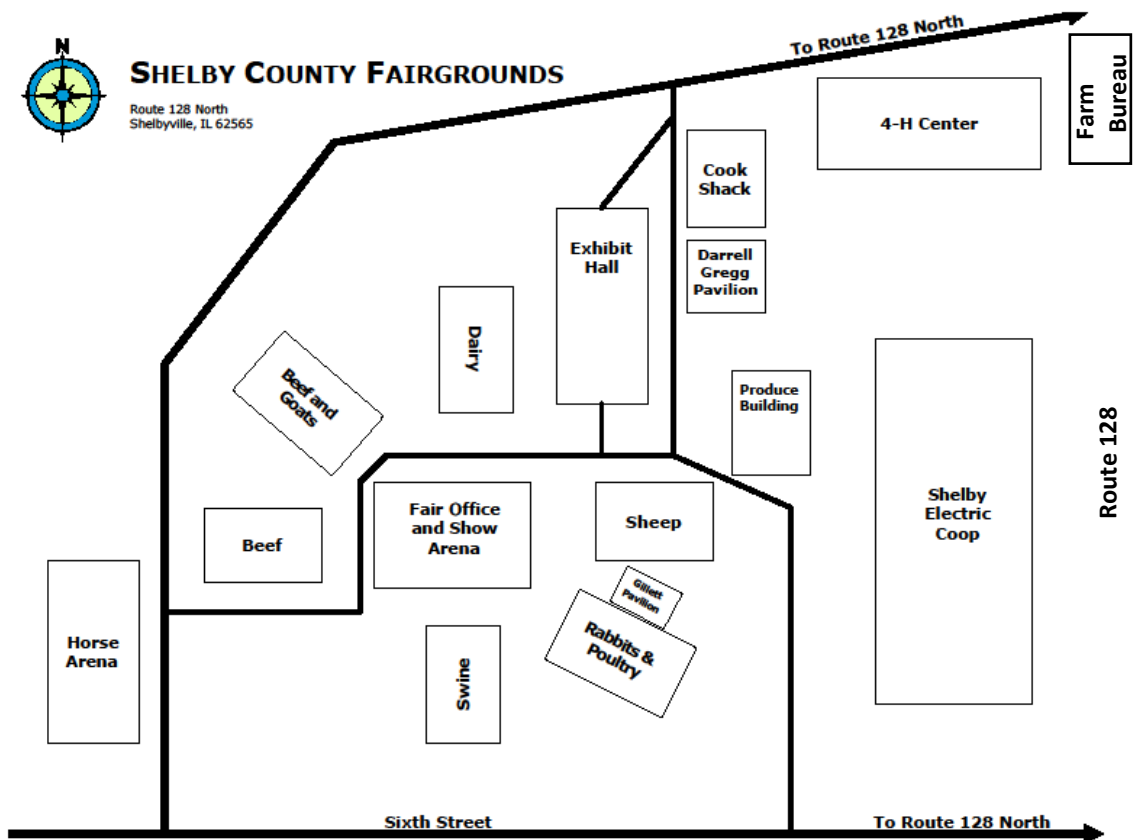 N
SHELBY COUNTY FAIRGROUNDS
Route 128 North
Shelbyville, IL 62565
To Route 128 North
Farm
Bureau
4-H Center
Cook
Shack
Exhibit
Hall
Darrell
Gregg
Pavilion
Dairy
Beef and
Goats
Produce
Building
Route 128
Shelby
Electric
Coop
Fair Office
and Show
Arena
Sheep
Beef
Gillett
Pavilion
Rabbits &
Poultry
Horse
Arena
Swine
Sixth Street
To Route 128 North